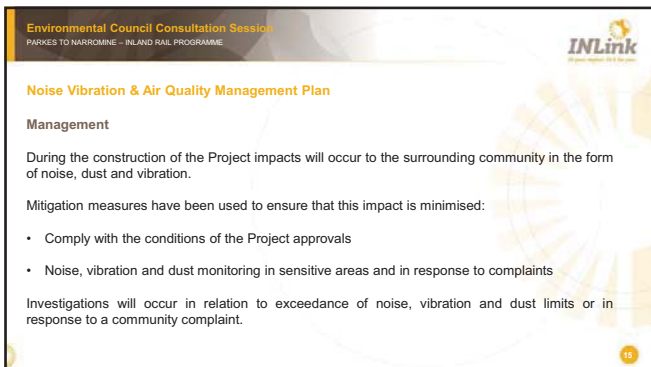 Environmental Council Consultation Session
PARKES TO NARROMINE – INLAND RAIL PROGRAMME
INLink
Noise Vibration & Air Quality Management Plan
Management
During the construction of the Project impacts will occur to the surrounding community in the form
of noise, dust and vibration.
Mitigation measures have been used to ensure that this impact is minimised:
• Comply with the conditions of the Project approvals
• Noise, vibration and dust monitoring in sensitive areas and in response to complaints
Investigations will occur in relation to exceedance of noise, vibration and dust limits or in
response to a community complaint.
15